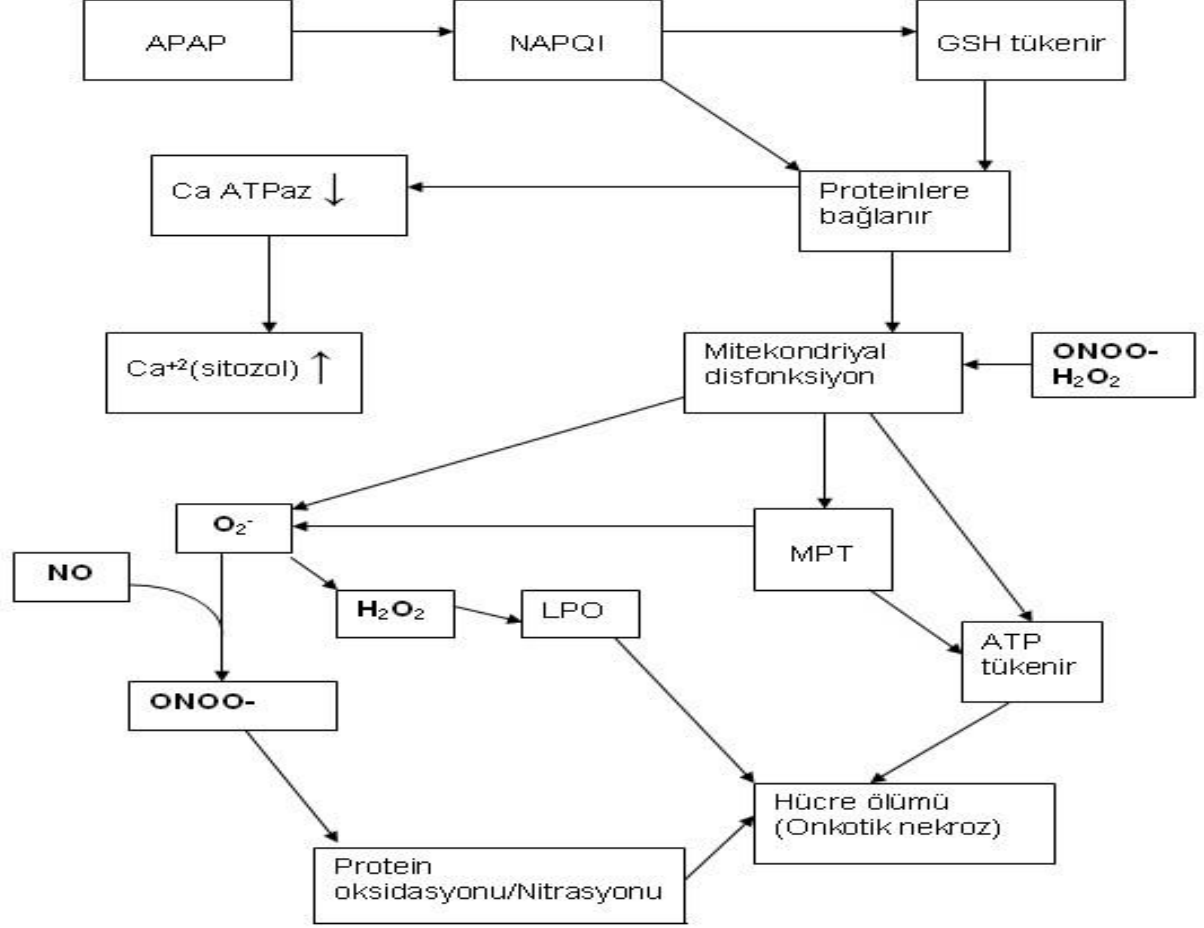 APAP
NAPQI
GSH tükenir
Ca ATPaz ↓
Proteinlere
bağlanır
Ca⁺²(sitozol) ↑
Mitekondriyal
disfonksiyon
ONOO-
H₂O₂
O₂⁻
MPT
NO
H₂O₂
LPO
ATP
tükenir
ONOO-
Hücre ölümü
(Onkotik nekroz)
Protein
oksidasyonu/Nitrasyonu